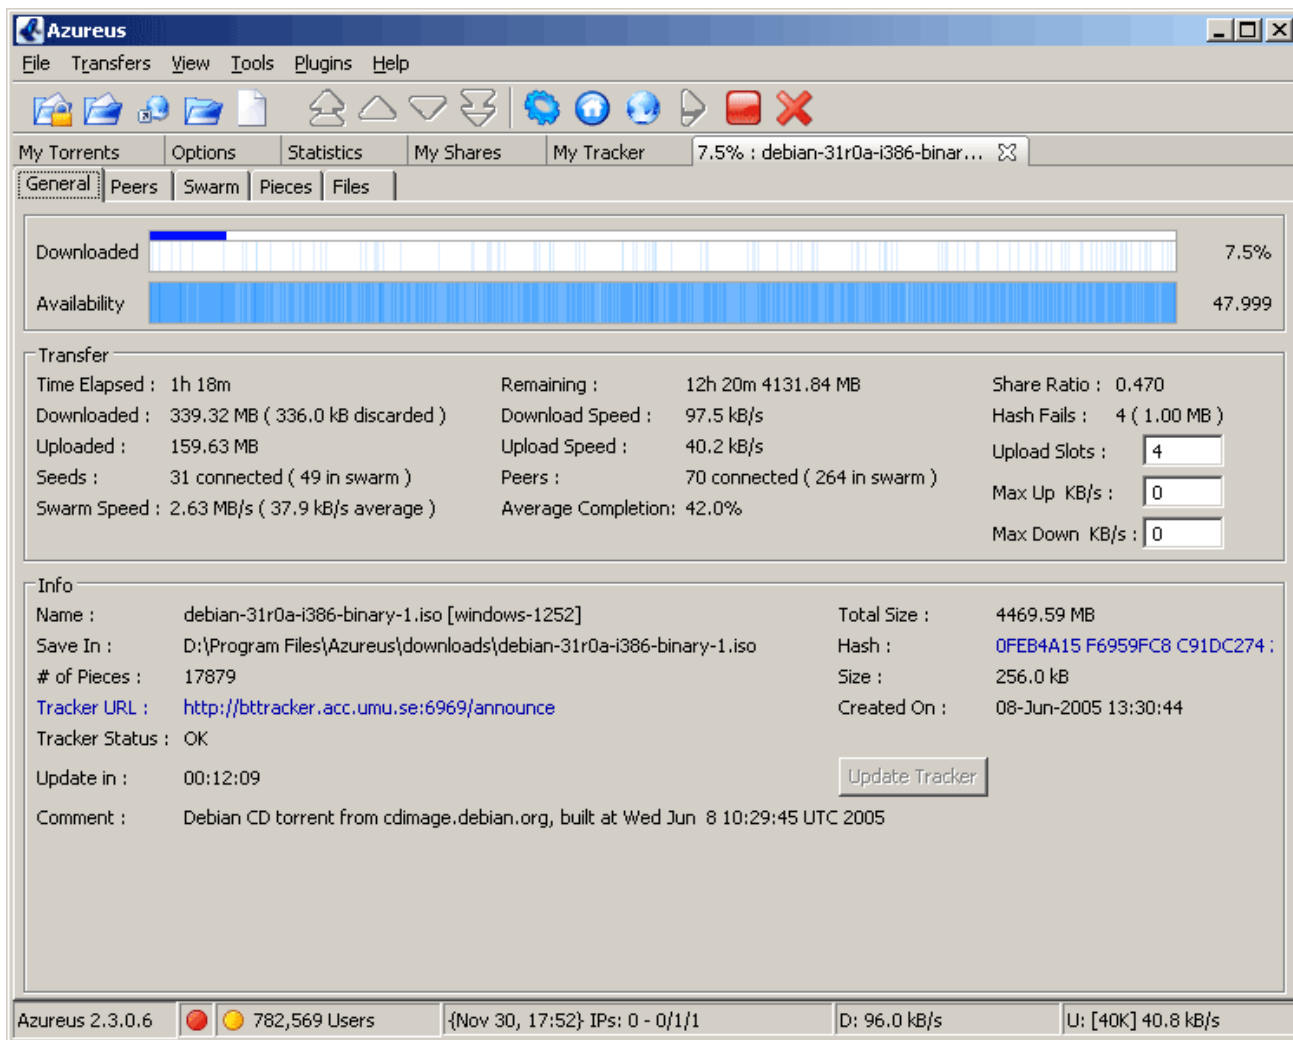 Azureus
File Transfers View Tools Plugins Help
My Torrents Options Statistics My Shares My Tracker 7.5% : debian-31r0a-i386-binar...
General Peers Swarm Pieces Files
Downloaded 7.5%
Availability 47.999
Transfer
Time Elapsed : 1h 18m Remaining : 12h 20m 4131.84 MB Share Ratio : 0.470
Downloaded : 339.32 MB ( 336.0 kB discarded ) Download Speed : 97.5 kB/s Hash Fails : 4 ( 1.00 MB )
Uploaded : 159.63 MB Upload Speed : 40.2 kB/s Upload Slots : 4
Seeds : 31 connected ( 49 in swarm ) Peers : 70 connected ( 264 in swarm ) Max Up KB/s : 0
Swarm Speed : 2.63 MB/s ( 37.9 kB/s average ) Average Completion: 42.0% Max Down KB/s : 0
Info
Name : debian-31r0a-i386-binary-1.iso [windows-1252] Total Size : 4469.59 MB
Save In : D:\Program Files\Azureus\downloads\debian-31r0a-i386-binary-1.iso Hash : 0FEB4A15 F6959FC8 C91DC274
# of Pieces : 17879 Size : 256.0 kB
Tracker URL : http://bttracker.acc.umu.se:6969/announce Created On : 08-Jun-2005 13:30:44
Tracker Status : OK
Update in : 00:12:09 Update Tracker
Comment : Debian CD torrent from cdimage.debian.org, built at Wed Jun  8 10:29:45 UTC 2005
Azureus 2.3.0.6 782,569 Users {Nov 30, 17:52} IPs: 0 - 0/1/1 D: 96.0 kB/s U: [40K] 40.8 kB/s